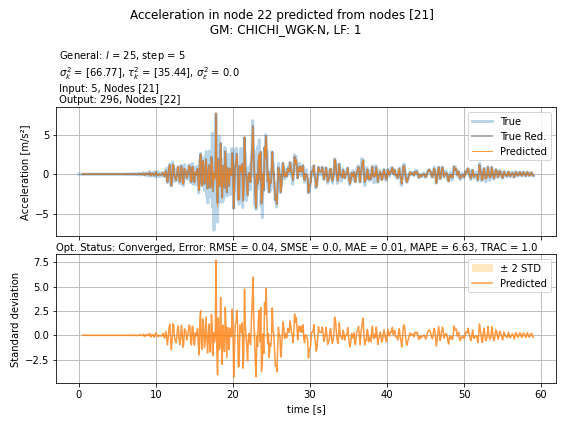 Acceleration in node 22 predicted from nodes [21]
GM: CHICHI_WGK-N, LF: 1
General: l = 25, step = 5
σ²ₖ = [66.77], τ²ₖ = [35.44], σ²ε = 0.0
Input: 5, Nodes [21]
Output: 296, Nodes [22]
Acceleration [m/s²]
5
0
−5
True
True Red.
Predicted
Opt. Status: Converged, Error: RMSE = 0.04, SMSE = 0.0, MAE = 0.01, MAPE = 6.63, TRAC = 1.0
Standard deviation
7.5
5.0
2.5
0.0
−2.5
± 2 STD
Predicted
0 10 20 30 40 50 60
time [s]